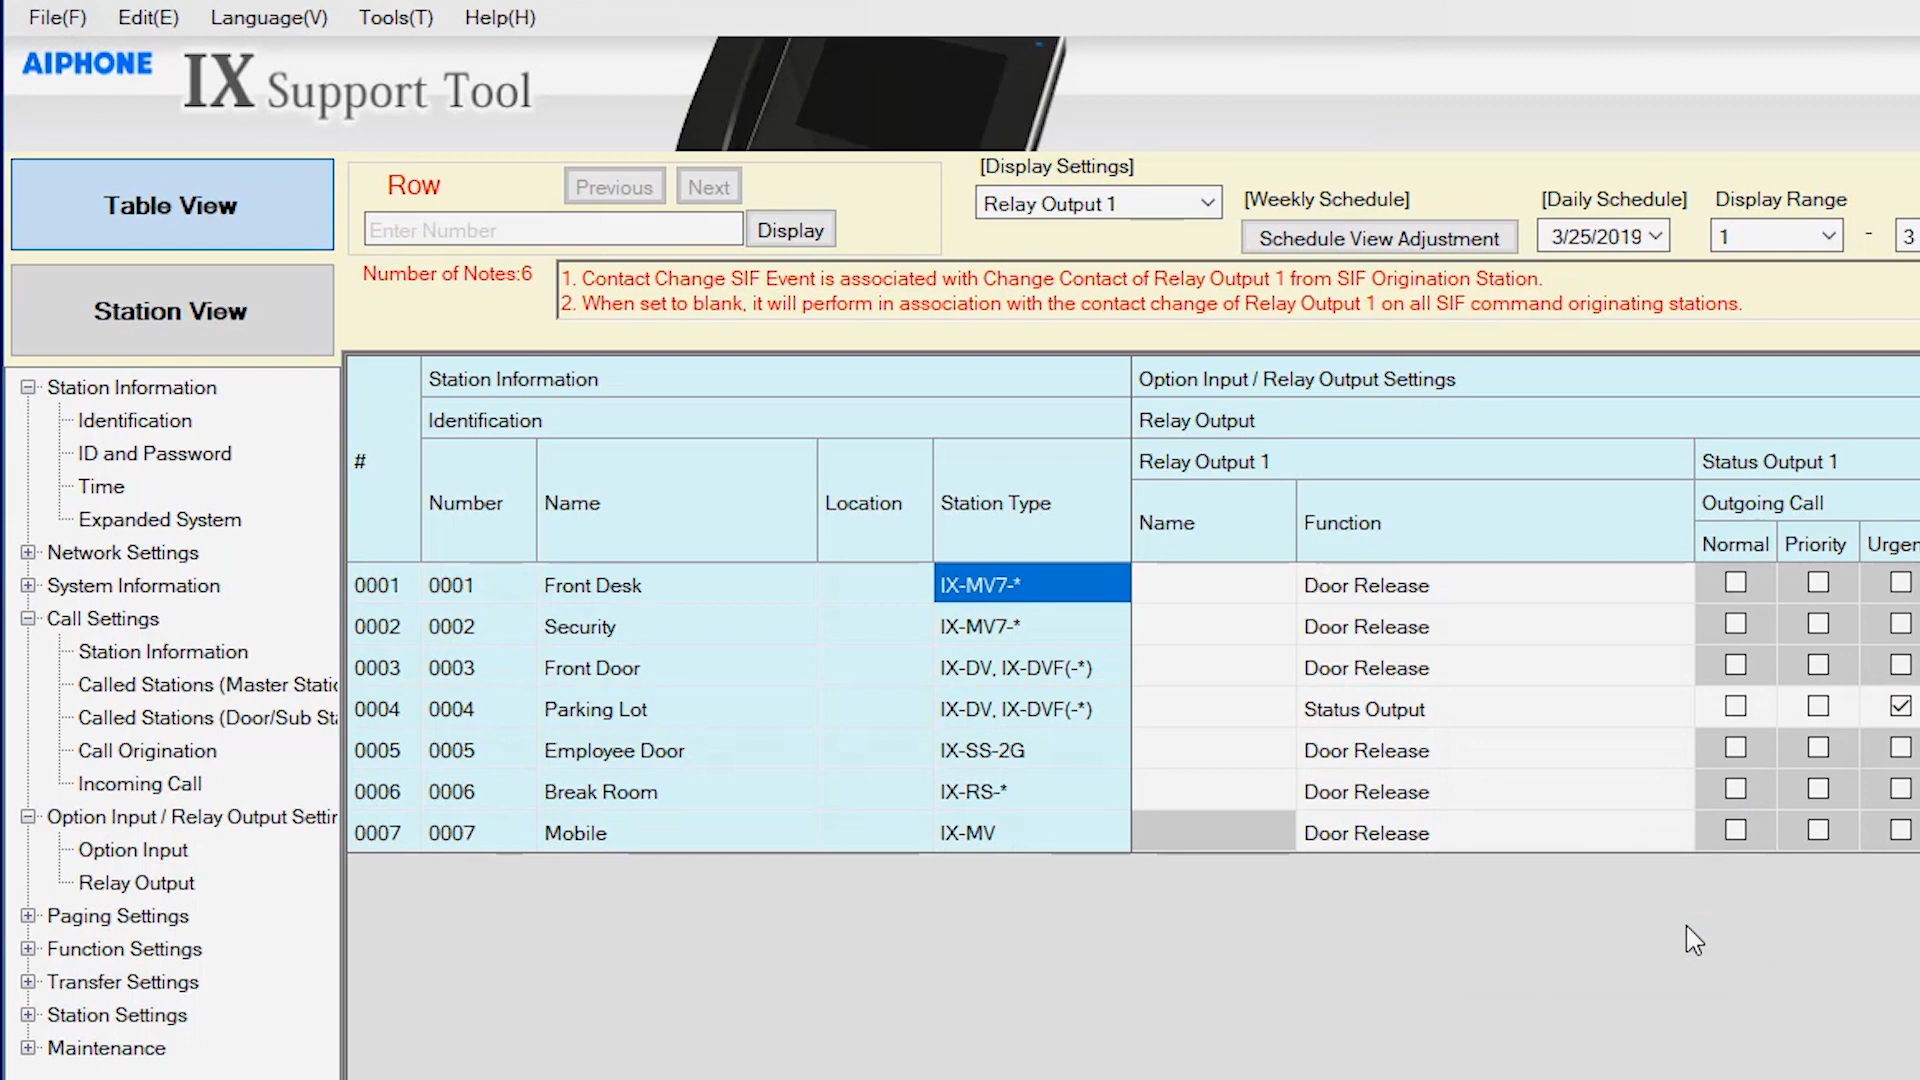 File(F) Edit(E) Language(V) Tools(T) Help(H)
AIPHONE IX Support Tool
Table View
Station View
Row Previous Next
Enter Number Display
[Display Settings]
Relay Output 1
[Weekly Schedule]
Schedule View Adjustment
[Daily Schedule]
3/25/2019
Display Range
1 - 3
Number of Notes:6
1. Contact Change SIF Event is associated with Change Contact of Relay Output 1 from SIF Origination Station.
2. When set to blank, it will perform in association with the contact change of Relay Output 1 on all SIF command originating stations.
Station Information
Identification
ID and Password
Time
Expanded System
Network Settings
System Information
Call Settings
Station Information
Called Stations (Master Static
Called Stations (Door/Sub Sta
Call Origination
Incoming Call
Option Input / Relay Output Settin
Option Input
Relay Output
Paging Settings
Function Settings
Transfer Settings
Station Settings
Maintenance
Station Information Option Input / Relay Output Settings
Identification Relay Output
# Relay Output 1 Status Output 1
Number Name Location Station Type Name Function Outgoing Call
Normal Priority Urgen
0001 0001 Front Desk IX-MV7-* Door Release
0002 0002 Security IX-MV7-* Door Release
0003 0003 Front Door IX-DV, IX-DVF(-*) Door Release
0004 0004 Parking Lot IX-DV, IX-DVF(-*) Status Output
0005 0005 Employee Door IX-SS-2G Door Release
0006 0006 Break Room IX-RS-* Door Release
0007 0007 Mobile IX-MV Door Release